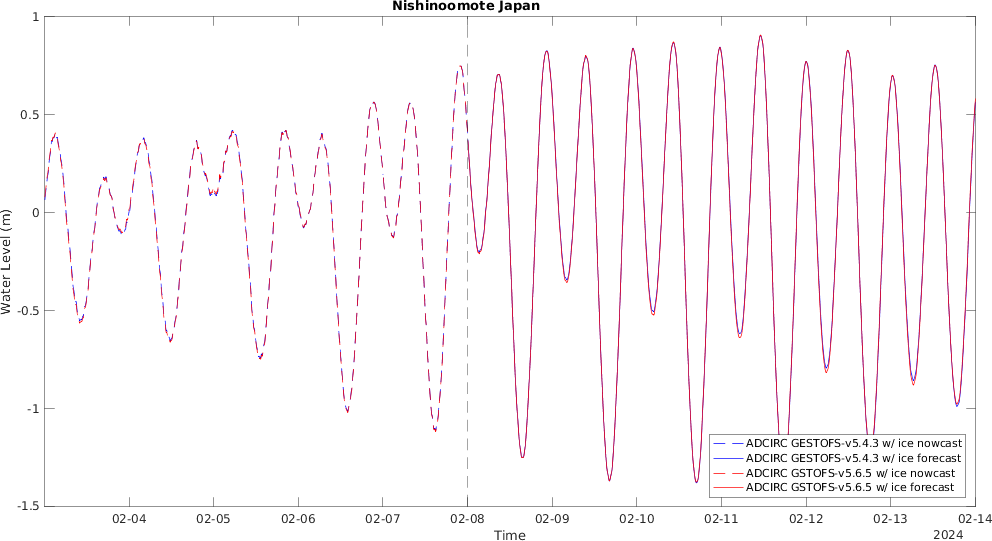 Nishinoomote Japan
Water Level (m)
1
0.5
0
-0.5
-1
-1.5
ADCIRC GESTOFS-v5.4.3 w/ ice nowcast
ADCIRC GESTOFS-v5.4.3 w/ ice forecast
ADCIRC GSTOFS-v5.6.5 w/ ice nowcast
ADCIRC GSTOFS-v5.6.5 w/ ice forecast
02-04 02-05 02-06 02-07 02-08 02-09 02-10 02-11 02-12 02-13 02-14
Time
2024